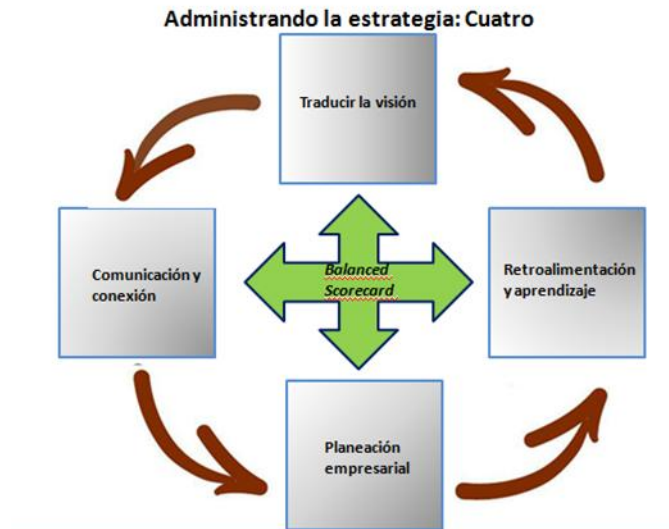 Administrando la estrategia: Cuatro
Traducir la visión
Comunicación y
conexión
Balanced
Scorecard
Retroalimentación
y aprendizaje
Planeación
empresarial